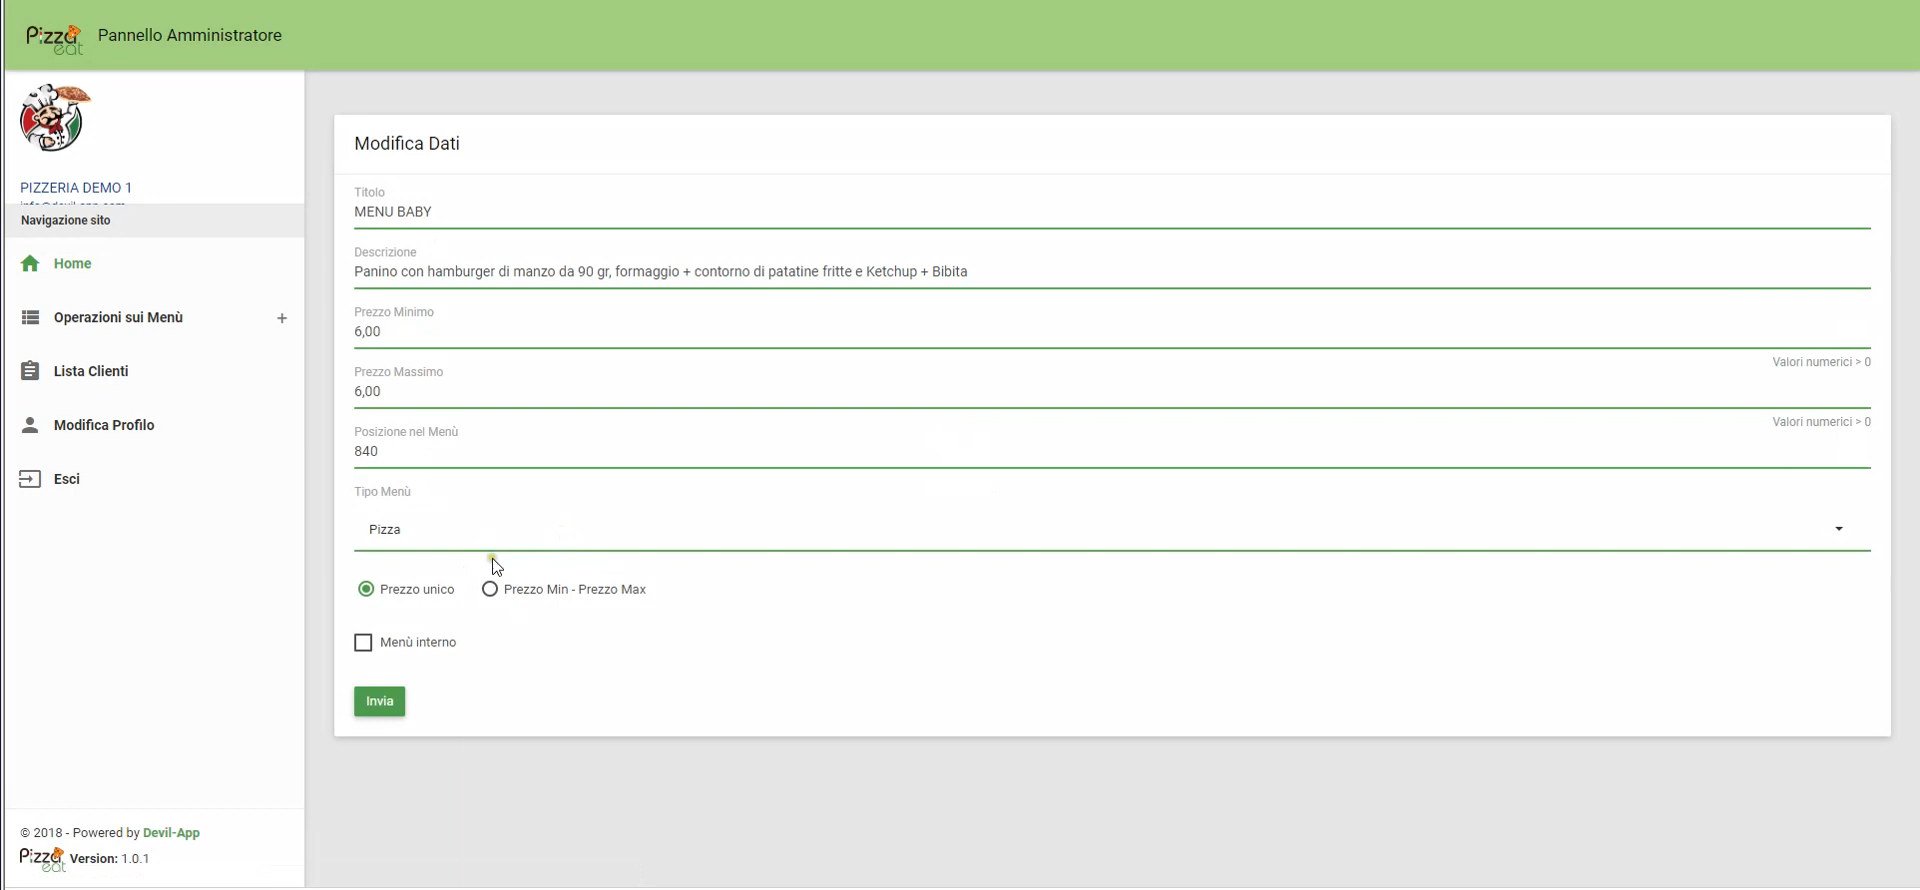 Pizza eat
Pannello Amministratore
PIZZERIA DEMO 1
Navigazione sito
Home
Operazioni sui Menù
Lista Clienti
Modifica Profilo
Esci
© 2018 - Powered by Devil-App
Pizza eat Version: 1.0.1
Modifica Dati
Titolo
MENU BABY
Descrizione
Panino con hamburger di manzo da 90 gr, formaggio + contorno di patatine fritte e Ketchup + Bibita
Prezzo Minimo
6,00
Valori numerici > 0
Prezzo Massimo
6,00
Valori numerici > 0
Posizione nel Menù
840
Tipo Menù
Pizza
Prezzo unico
Prezzo Min - Prezzo Max
Menù interno
Invia